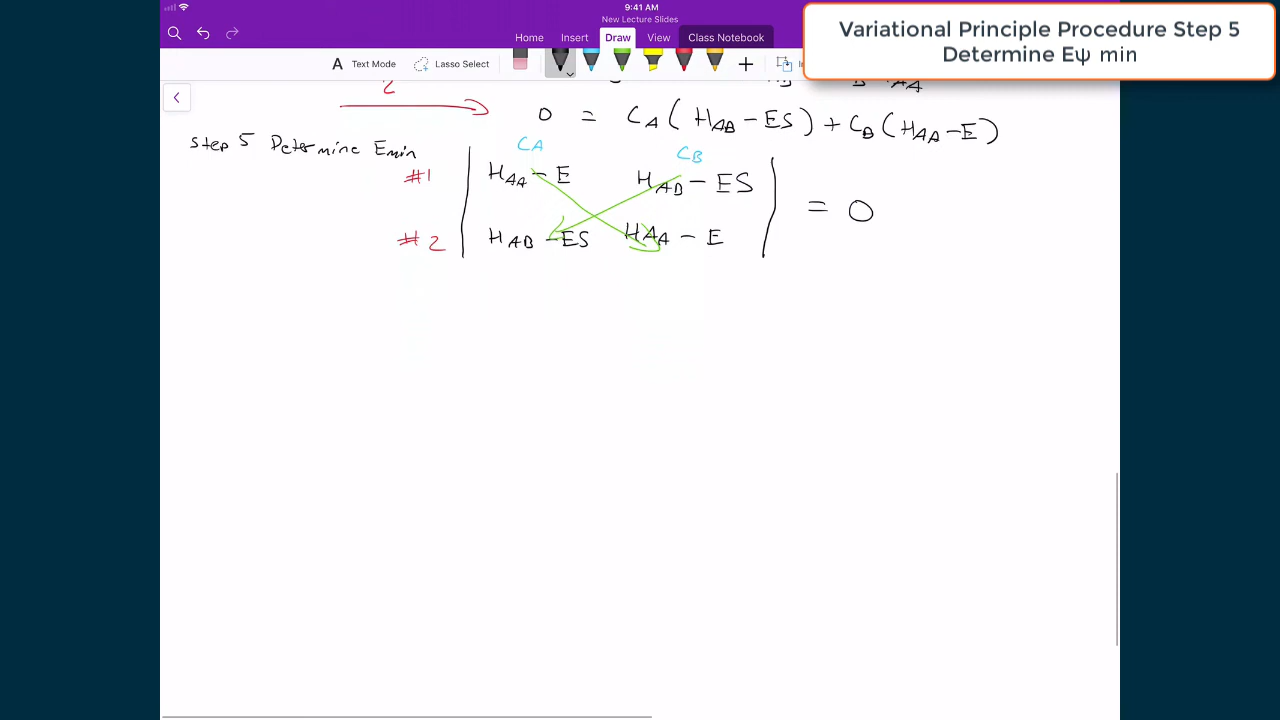 9:41 AM
New Lecture Slides
Variational Principle Procedure Step 5
Determine Eψ min
Home Insert Draw View Class Notebook
A Text Mode Lasso Select
2
0 = CA ( HAB - ES ) + CB ( HAA - E )
Step 5 Determine Emin
CA CB
#1 HAA - E HAB - ES
= 0
#2 HAB - ES HAA - E